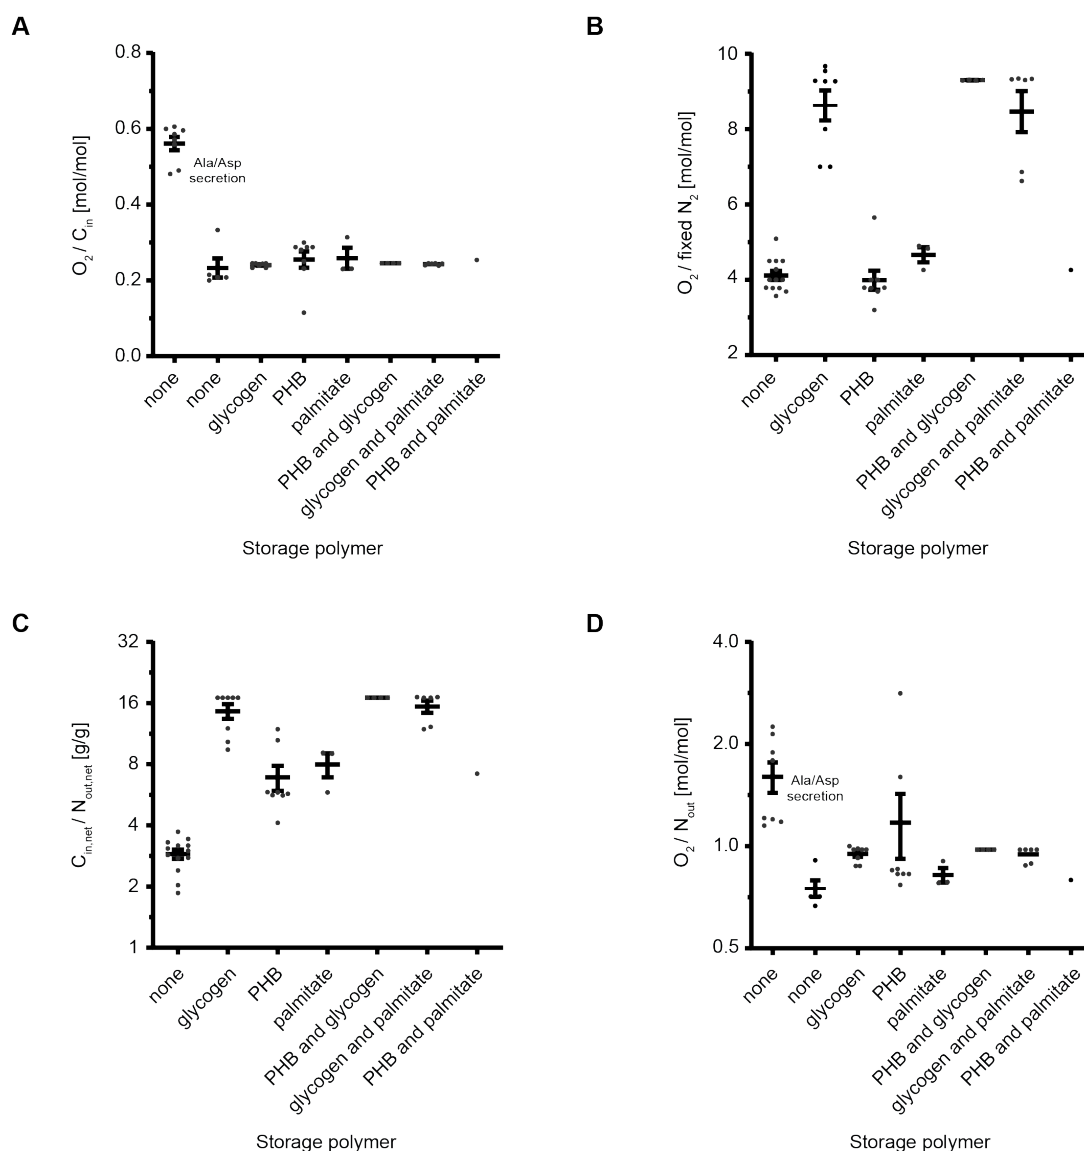 A
0.8
0.6
0.4
0.2
0.0
O2 / Cin [mol/mol]
Ala/Asp
secretion
none
none
glycogen
PHB
palmitate
PHB and glycogen
glycogen and palmitate
PHB and palmitate
Storage polymer
B
10
8
6
4
2
O2 / fixed N2 [mol/mol]
none
glycogen
PHB
palmitate
PHB and glycogen
glycogen and palmitate
PHB and palmitate
Storage polymer
C
32
16
8
4
2
1
Cin,net / Nout,net [g/g]
none
glycogen
PHB
palmitate
PHB and glycogen
glycogen and palmitate
PHB and palmitate
Storage polymer
D
4.0
2.0
1.0
0.5
O2 / Nout [mol/mol]
Ala/Asp
secretion
none
none
glycogen
PHB
palmitate
PHB and glycogen
glycogen and palmitate
PHB and palmitate
Storage polymer